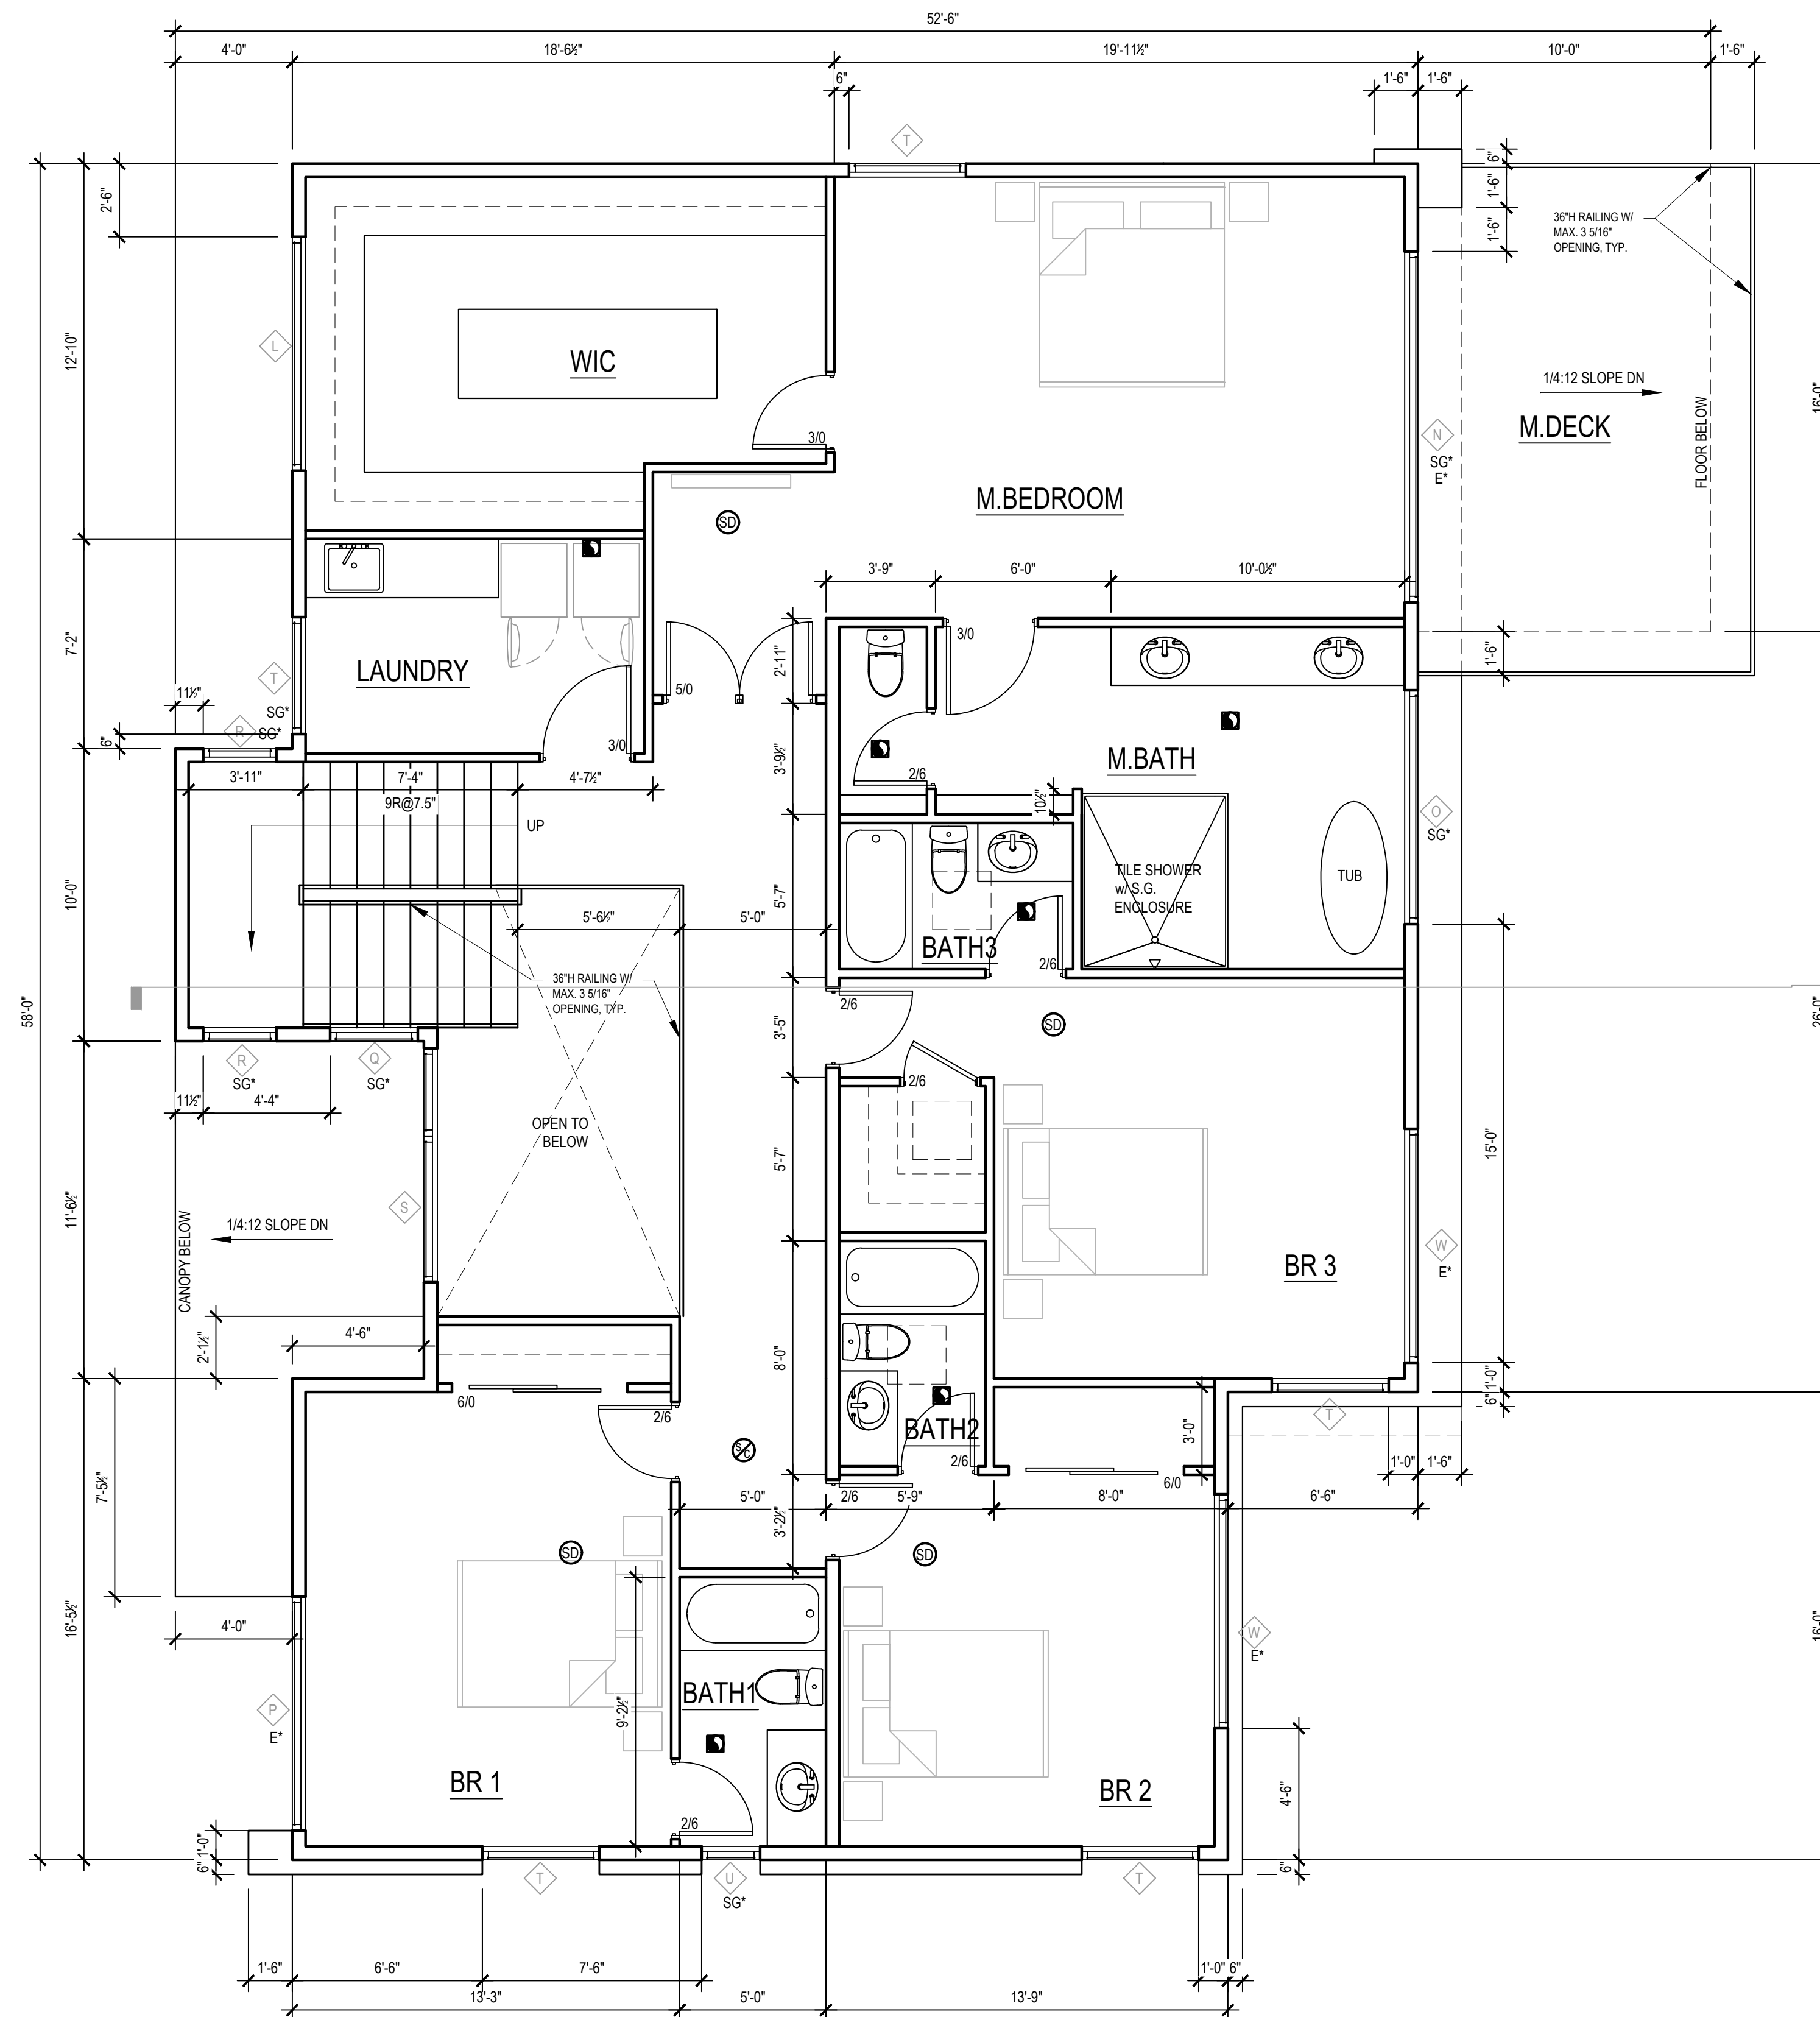 52'-6"
4'-0" 18'-6½" 19'-11½" 10'-0" 1'-6"
6" 1'-6" 1'-6"
T
2'-6"
6"
1'-6"
1'-6"
36"H RAILING W/
MAX. 3 5/16"
OPENING, TYP.
12'-10"
L
WIC
3/0
1/4:12 SLOPE DN
M.DECK
FLOOR BELOW
16'-0"
N
SG*
E*
M.BEDROOM
SD
3'-9" 6'-0" 10'-0½"
7'-2"
LAUNDRY
T
SG*
11½"
R
SG*
6"
5/0
3/0
2'-11"
3/0
1'-6"
3'-9½"
2/6
M.BATH
10½"
3'-11" 7'-4" 4'-7½"
9R@7.5"
UP
O
SG*
10'-0"
5'-7"
TILE SHOWER
w/ S.G.
ENCLOSURE
TUB
5'-6½" 5'-0"
BATH3
2/6
36"H RAILING W/
MAX. 3 5/16"
OPENING, TYP.
58'-0"
26'-0"
2/6
3'-5"
SD
R
SG*
Q
SG*
2/6
11½" 4'-4"
OPEN TO
BELOW
5'-7"
15'-0"
11'-6½"
S
CANOPY BELOW
1/4:12 SLOPE DN
W
E*
BR 3
4'-6"
2'-1½"
8'-0"
1'-0"
6"
6/0
2/6
T
BATH2
2/6
3'-0"
S/C
1'-0" 1'-6"
7'-5½"
6/0
5'-0" 2/6 5'-9" 8'-0" 6'-6"
3'-2½"
SD
SD
16'-5½"
4'-0"
W
E*
16'-0"
P
E*
BATH1
9'-2½"
BR 1
BR 2
4'-6"
2/6
1'-0"
6"
6"
T
U
SG*
T
1'-6" 6'-6" 7'-6" 1'-0" 6"
13'-3" 5'-0" 13'-9"